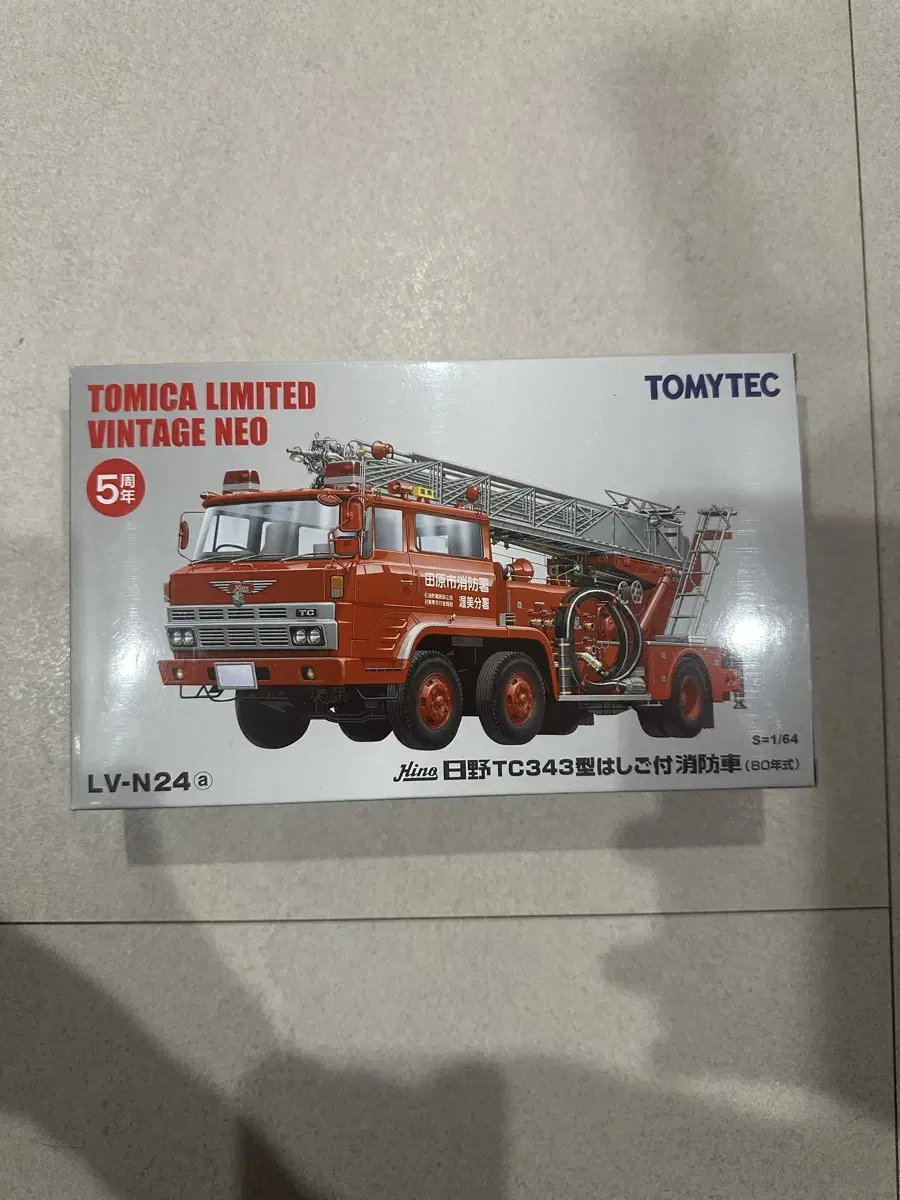 TOMICA LIMITED
VINTAGE NEO
TOMYTEC
5周年
田原市消防署
渥美分署
TC
S=1/64
LV-N24ⓐ
Hino 日野TC343型はしご付消防車(80年式)